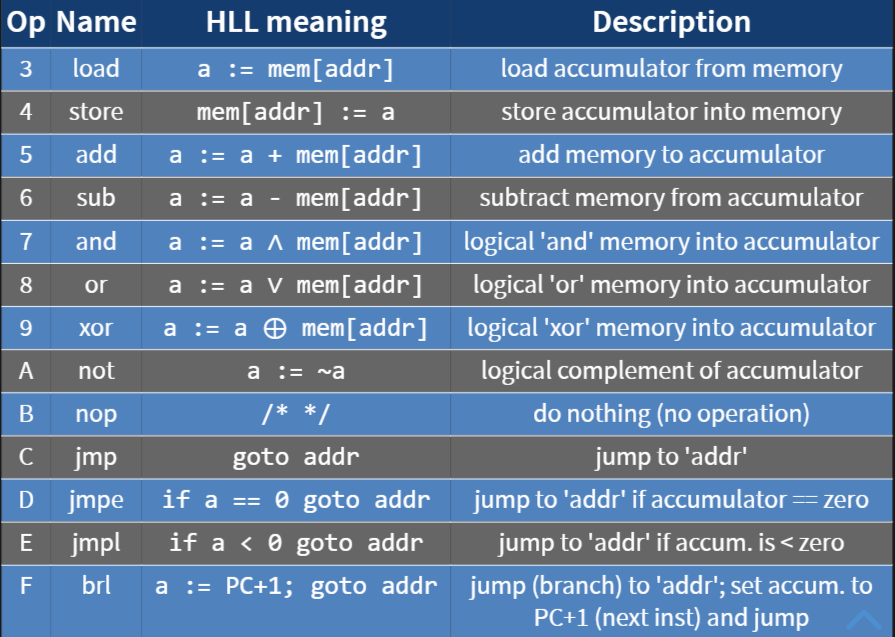 Op Name HLL meaning Description
3 load a := mem[addr] load accumulator from memory
4 store mem[addr] := a store accumulator into memory
5 add a := a + mem[addr] add memory to accumulator
6 sub a := a - mem[addr] subtract memory from accumulator
7 and a := a ∧ mem[addr] logical 'and' memory into accumulator
8 or a := a ∨ mem[addr] logical 'or' memory into accumulator
9 xor a := a ⊕ mem[addr] logical 'xor' memory into accumulator
A not a := ~a logical complement of accumulator
B nop /* */ do nothing (no operation)
C jmp goto addr jump to 'addr'
D jmpe if a == 0 goto addr jump to 'addr' if accumulator == zero
E jmpl if a < 0 goto addr jump to 'addr' if accum. is < zero
F brl a := PC+1; goto addr jump (branch) to 'addr'; set accum. to
PC+1 (next inst) and jump